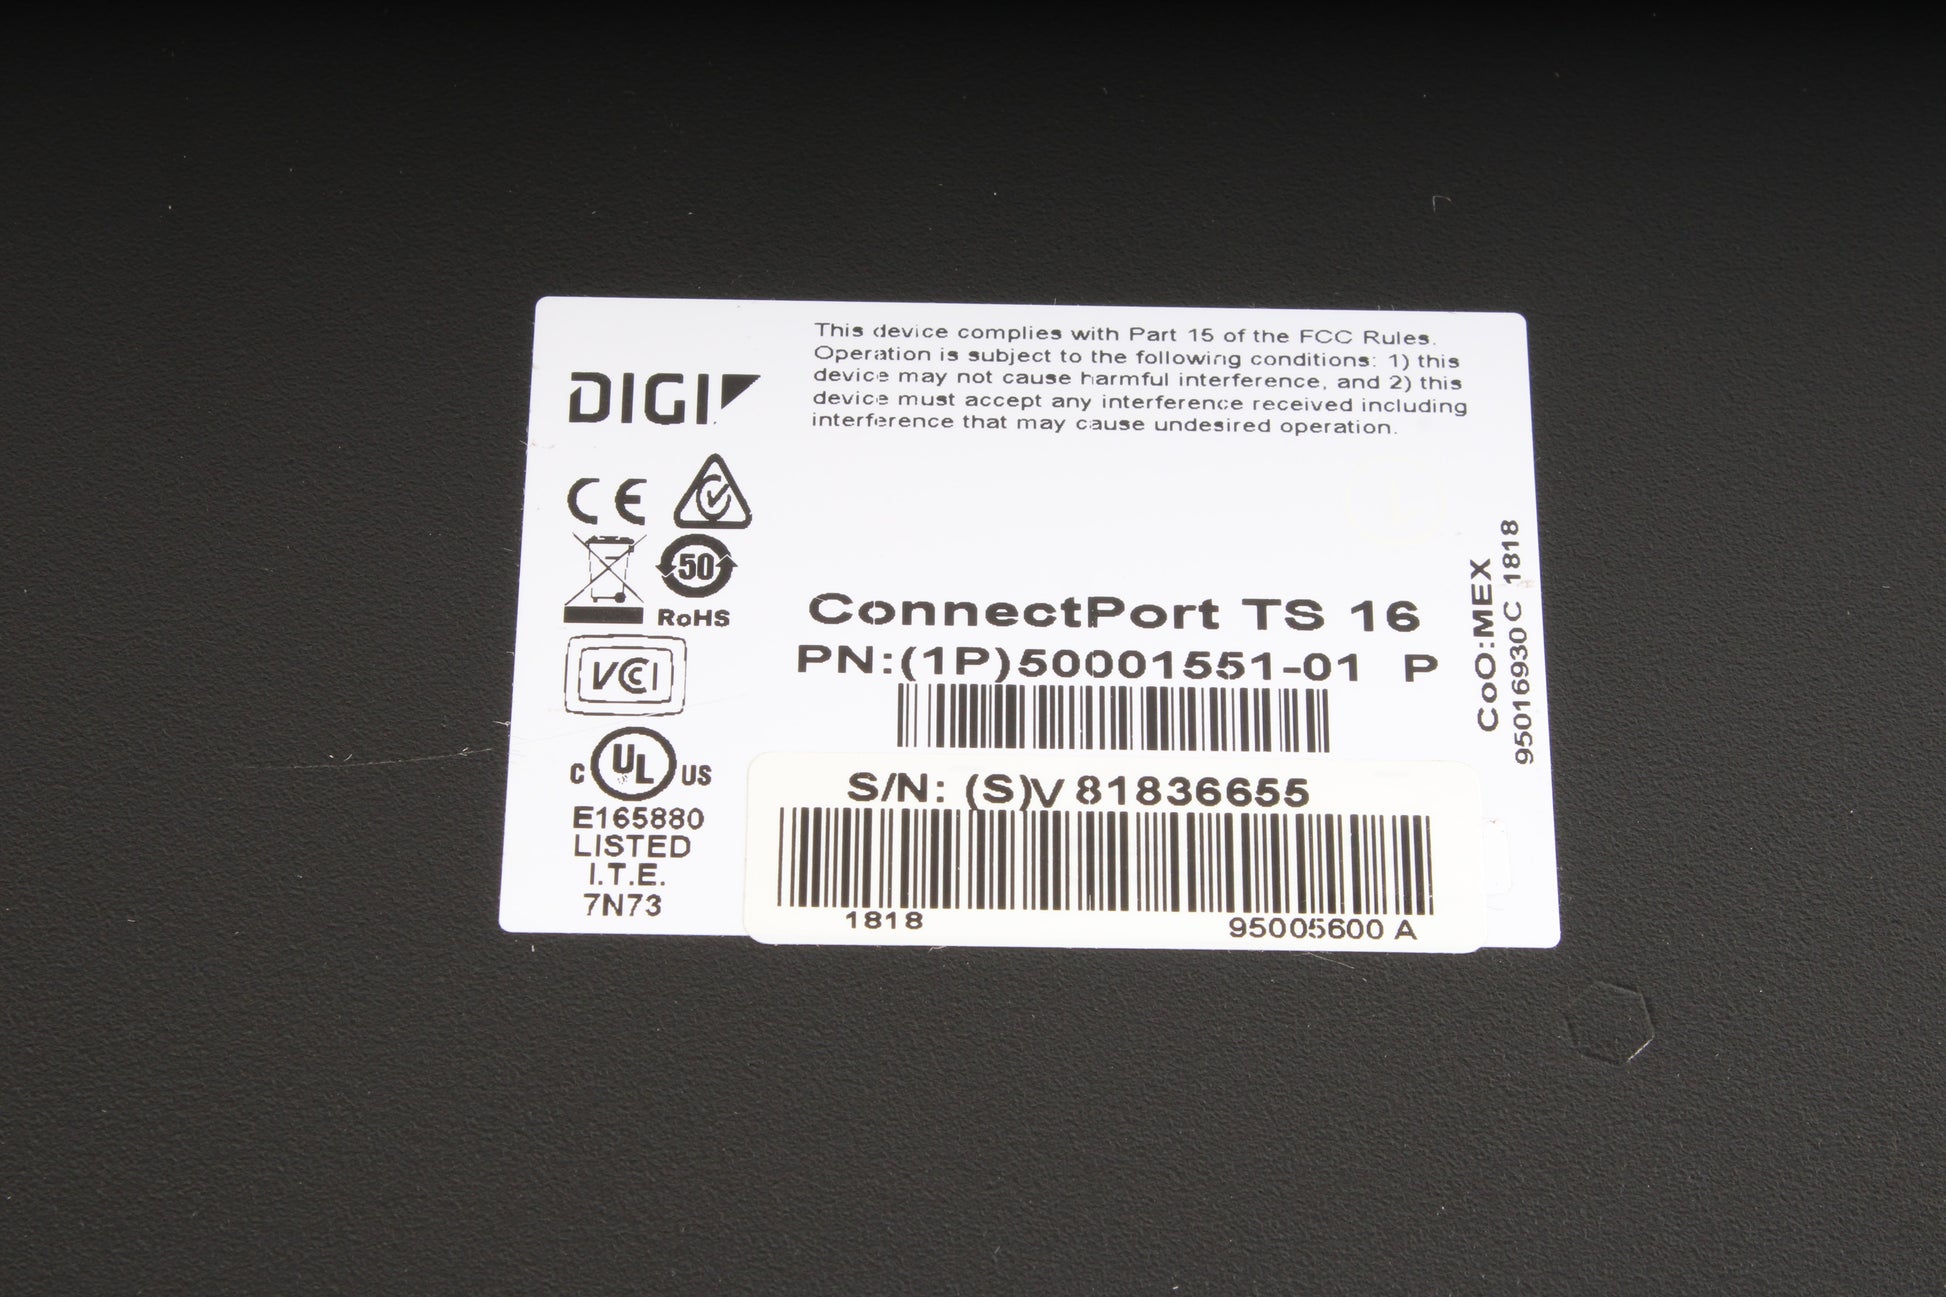 DIGI
This device complies with Part 15 of the FCC Rules.
Operation is subject to the following conditions: 1) this
device may not cause harmful interference, and 2) this
device must accept any interference received including
interference that may cause undesired operation.
CE
50
RoHS
VCCI
C UL US
E165880
LISTED
I.T.E.
7N73
ConnectPort TS 16
PN:(1P)50001551-01 P
S/N: (S)V81836655
1818 95005600 A
CoO:MEX
95016930 C 1818